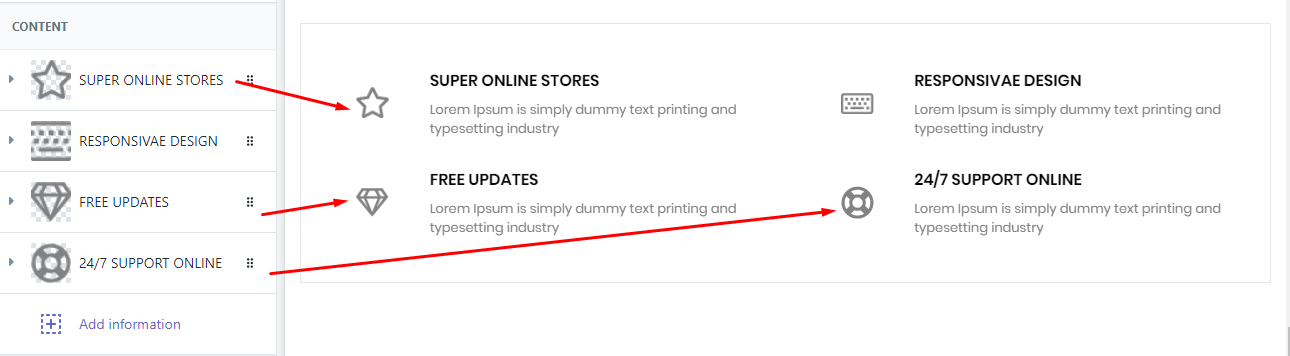 CONTENT
SUPER ONLINE STORES
RESPONSIVAE DESIGN
FREE UPDATES
24/7 SUPPORT ONLINE
Add information
SUPER ONLINE STORES
Lorem Ipsum is simply dummy text printing and
typesetting industry
RESPONSIVAE DESIGN
Lorem Ipsum is simply dummy text printing and
typesetting industry
FREE UPDATES
Lorem Ipsum is simply dummy text printing and
typesetting industry
24/7 SUPPORT ONLINE
Lorem Ipsum is simply dummy text printing and
typesetting industry